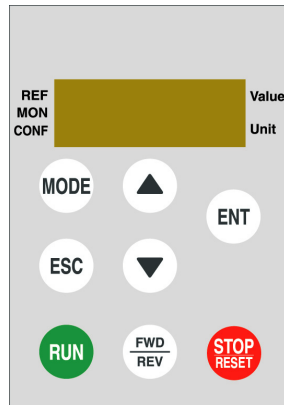 REF
MON
CONF
Value
Unit
MODE
ENT
ESC
RUN
FWD
REV
STOP
RESET